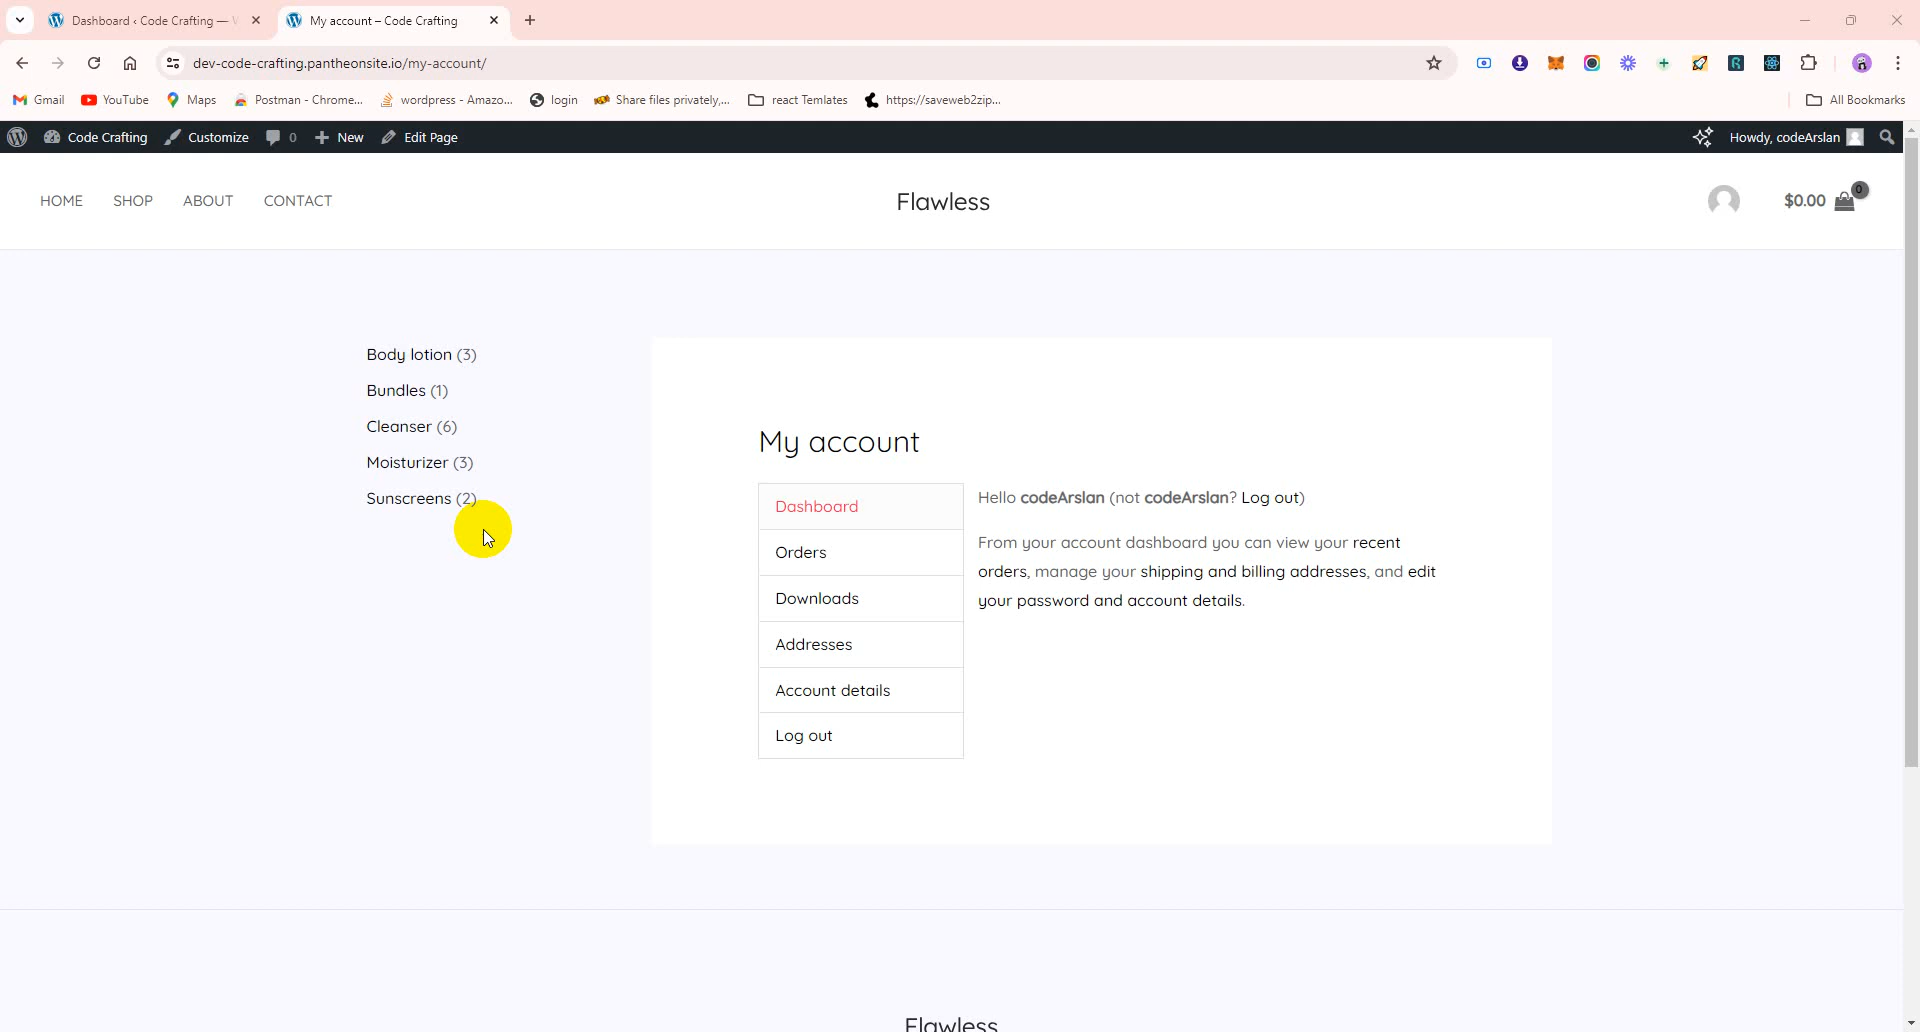 Dashboard ‹ Code Crafting —
My account – Code Crafting
dev-code-crafting.pantheonsite.io/my-account/
Gmail
YouTube
Maps
Postman - Chrome...
wordpress - Amazo...
login
Share files privately,...
react Temlates
https://saveweb2zip...
All Bookmarks
Code Crafting
Customize
0
New
Edit Page
Howdy, codeArslan
HOME
SHOP
ABOUT
CONTACT
Flawless
$0.00
0
Body lotion (3)
Bundles (1)
Cleanser (6)
Moisturizer (3)
Sunscreens (2)
My account
Dashboard
Orders
Downloads
Addresses
Account details
Log out
Hello codeArslan (not codeArslan? Log out)
From your account dashboard you can view your recent
orders, manage your shipping and billing addresses, and edit
your password and account details.
Flawless